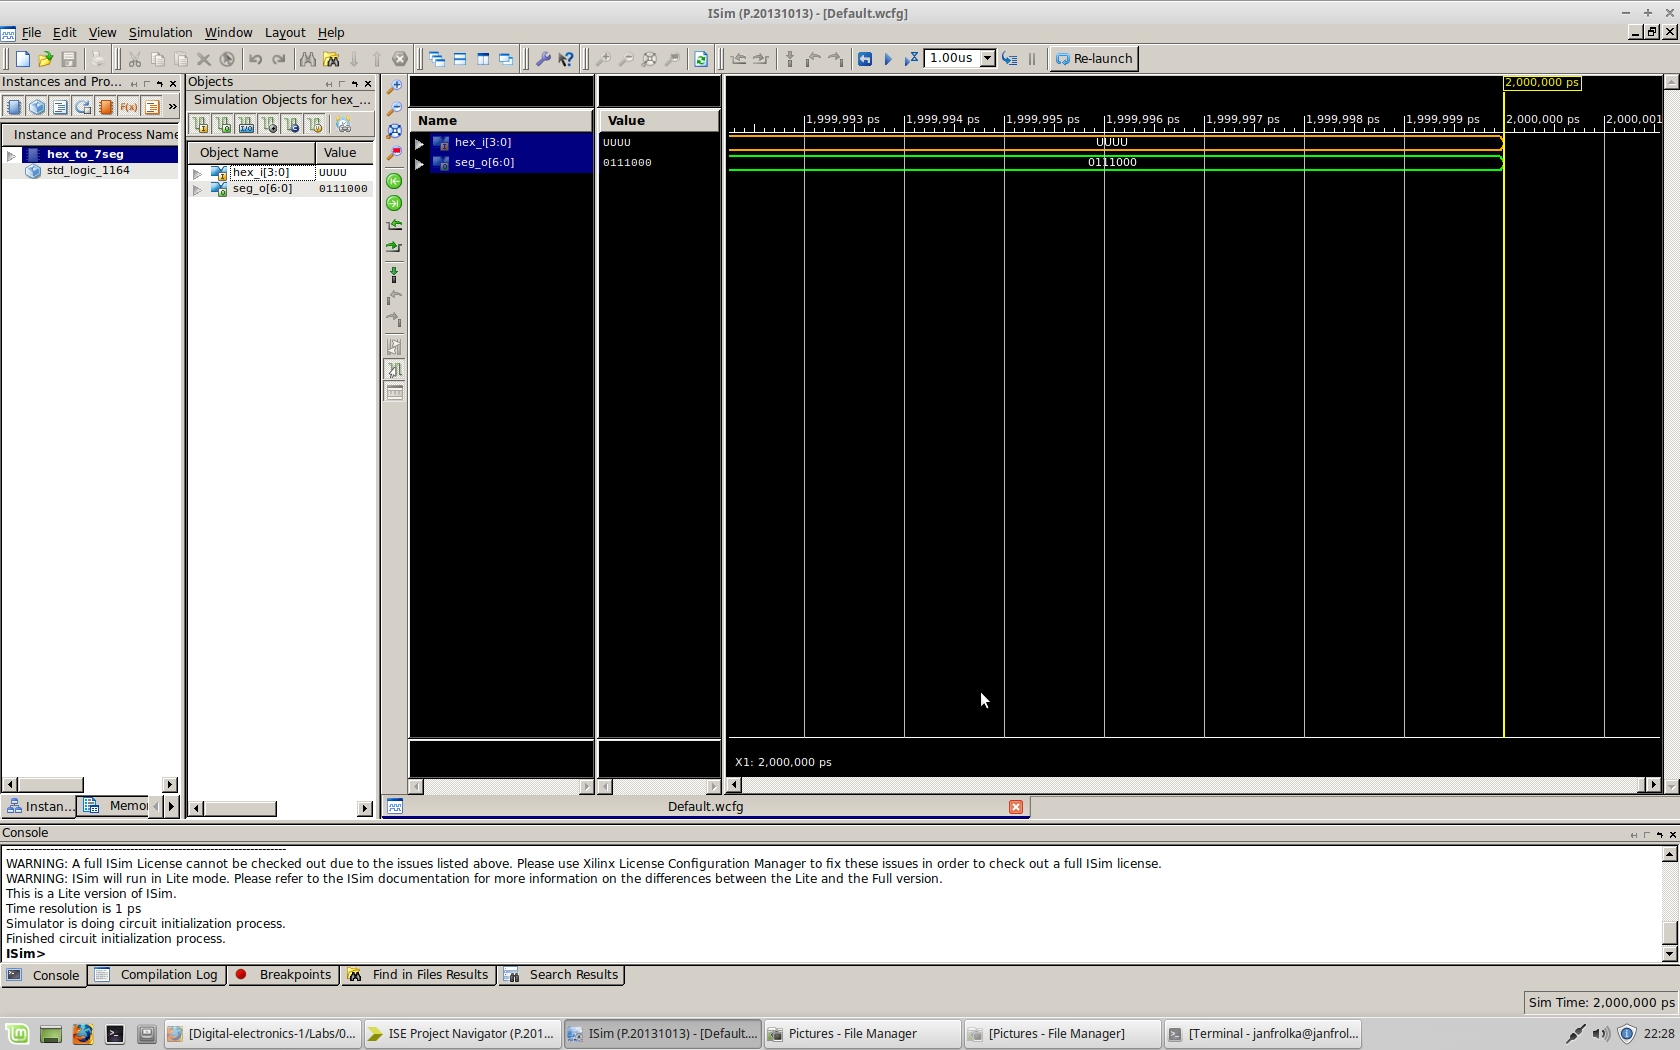 ISim (P.20131013) - [Default.wcfg]
File Edit View Simulation Window Layout Help
1.00us Re-launch
Instances and Pro...
Instance and Process Name
hex_to_7seg
std_logic_1164
Instan... Memo
Objects
Simulation Objects for hex_...
Object Name Value
hex_i[3:0] UUUU
seg_o[6:0] 0111000
Name Value
hex_i[3:0] UUUU
seg_o[6:0] 0111000
2,000,000 ps
1,999,993 ps 1,999,994 ps 1,999,995 ps 1,999,996 ps 1,999,997 ps 1,999,998 ps 1,999,999 ps 2,000,000 ps 2,000,001
UUUU
0111000
X1: 2,000,000 ps
Default.wcfg
Console
WARNING: A full ISim License cannot be checked out due to the issues listed above. Please use Xilinx License Configuration Manager to fix these issues in order to check out a full ISim license.
WARNING: ISim will run in Lite mode. Please refer to the ISim documentation for more information on the differences between the Lite and the Full version.
This is a Lite version of ISim.
Time resolution is 1 ps
Simulator is doing circuit initialization process.
Finished circuit initialization process.
ISim>
Console Compilation Log Breakpoints Find in Files Results Search Results
Sim Time: 2,000,000 ps
[Digital-electronics-1/Labs/0... ISE Project Navigator (P.201... ISim (P.20131013) - [Default.... Pictures - File Manager [Pictures - File Manager] [Terminal - janfrolka@janfrol... 22:28